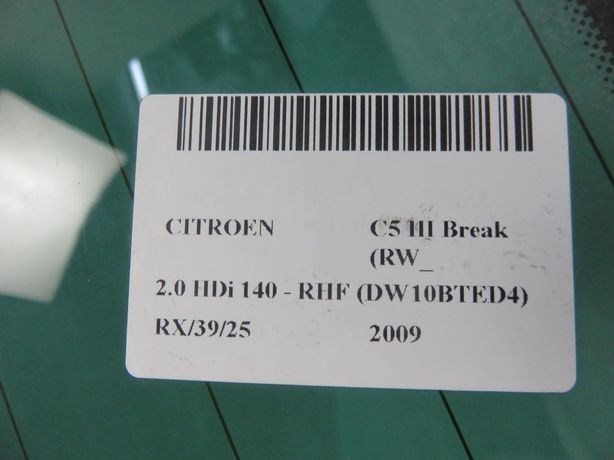 CITROEN C5 III Break
(RW_
2.0 HDi 140 - RHF (DW10BTED4)
RX/39/25 2009